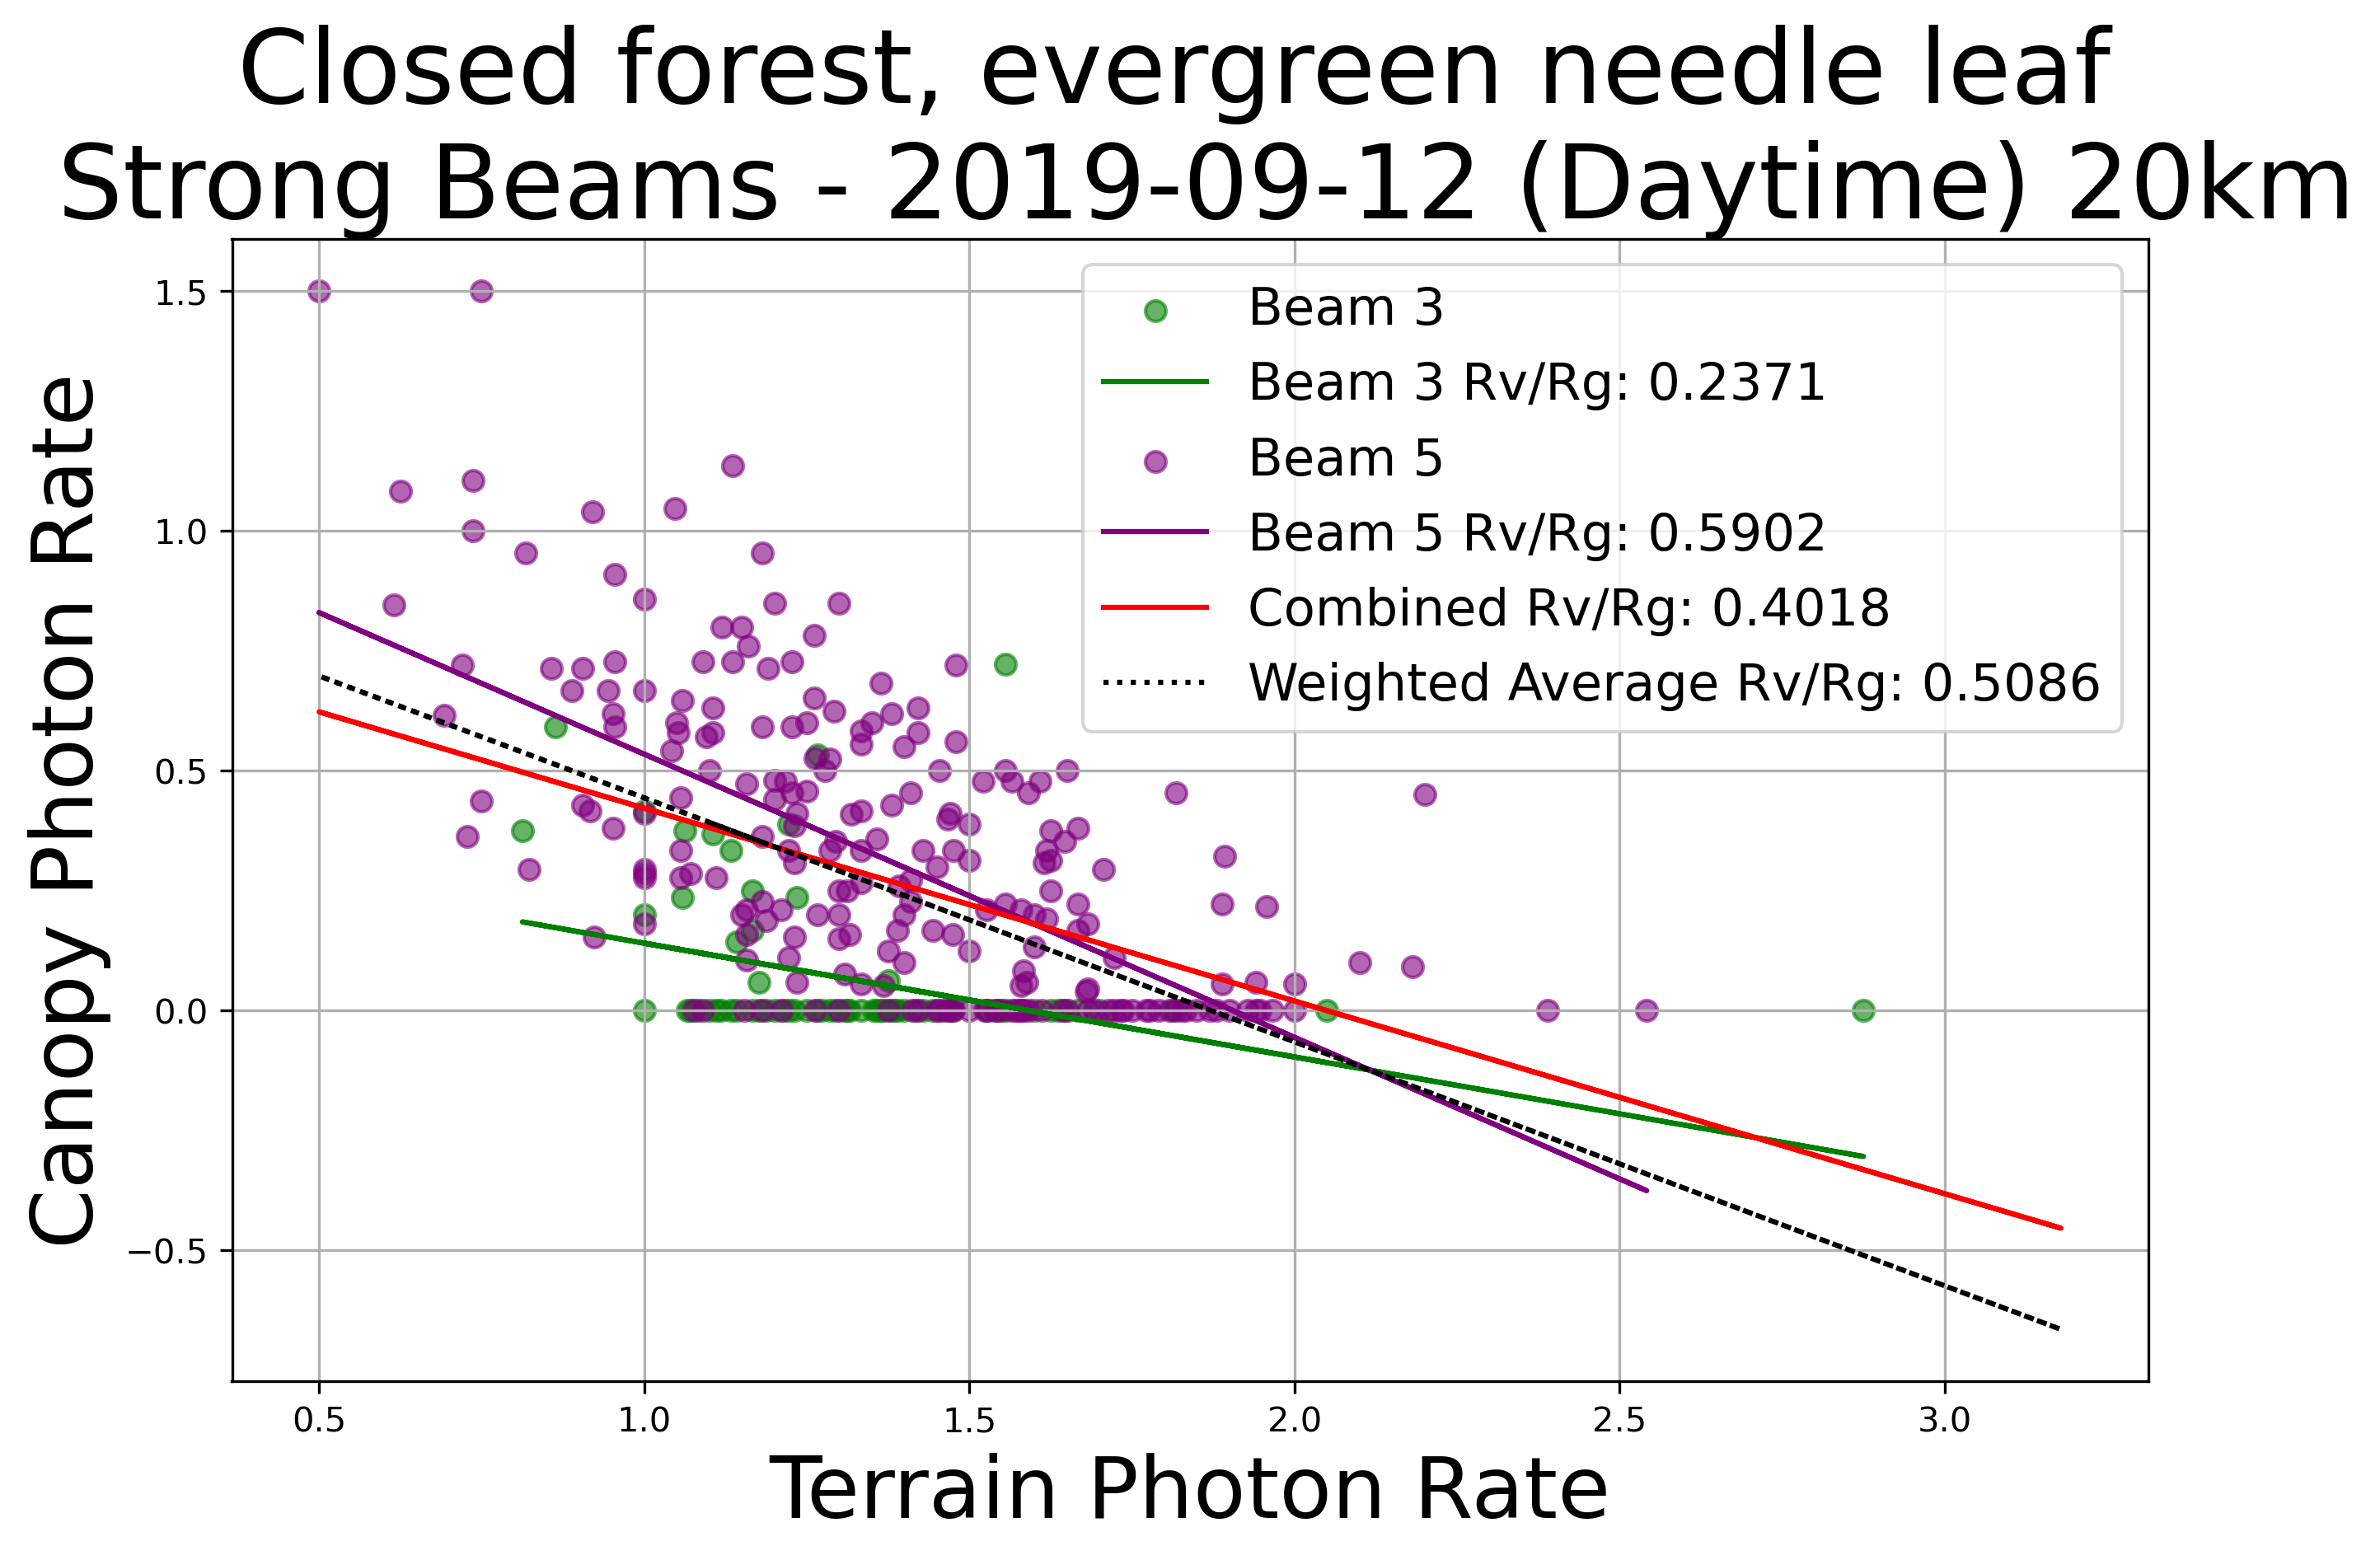 Closed forest, evergreen needle leaf
Strong Beams - 2019-09-12 (Daytime) 20km
Canopy Photon Rate
1.5
1.0
0.5
0.0
−0.5
Beam 3
Beam 3 Rv/Rg: 0.2371
Beam 5
Beam 5 Rv/Rg: 0.5902
Combined Rv/Rg: 0.4018
Weighted Average Rv/Rg: 0.5086
0.5 1.0 1.5 2.0 2.5 3.0
Terrain Photon Rate